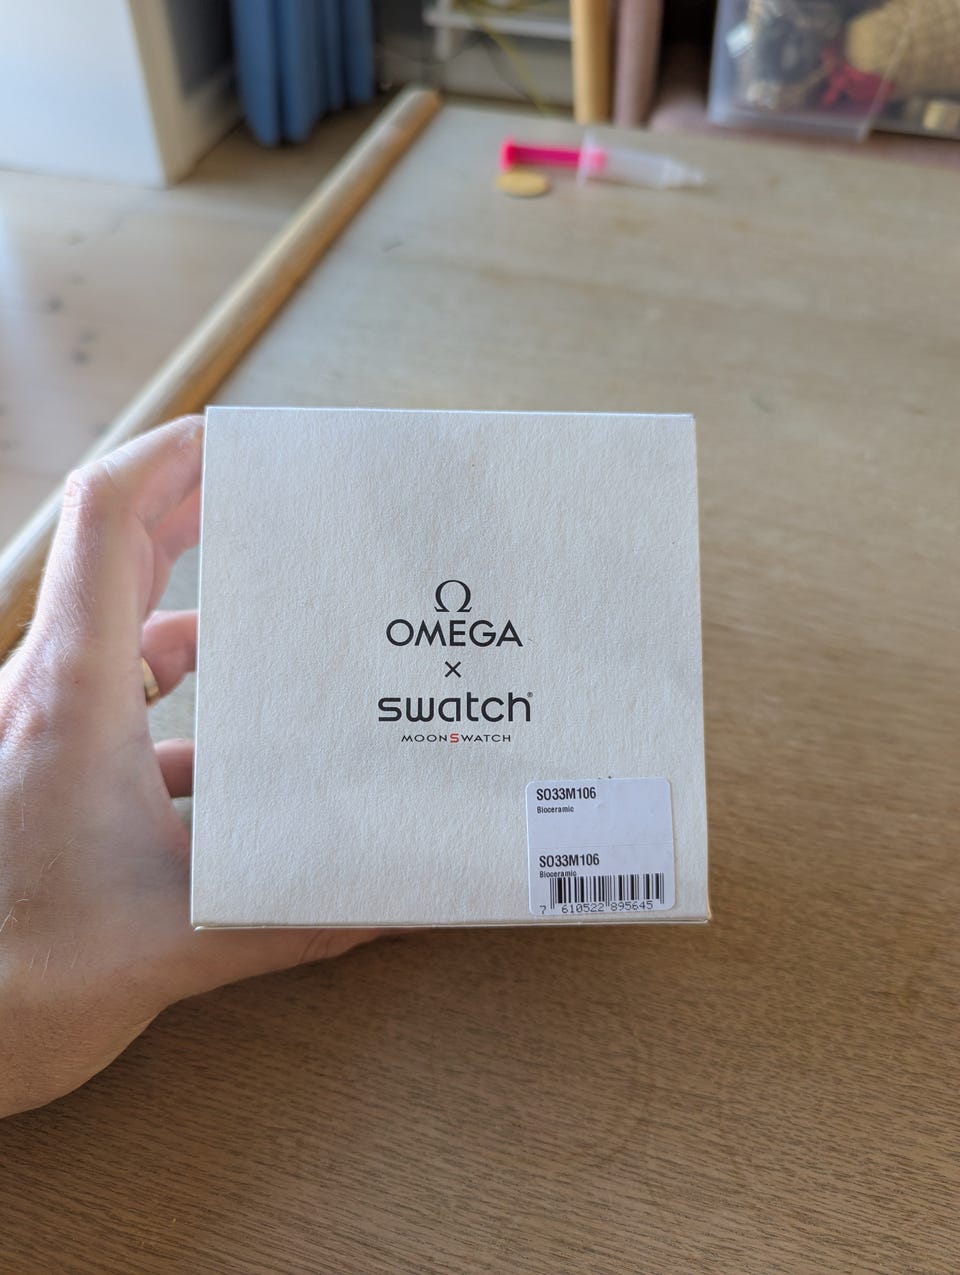 Ω
OMEGA
×
swatch®
MOONSWATCH
SO33M106
Bioceramic
SO33M106
Bioceramic
7 610522 895645